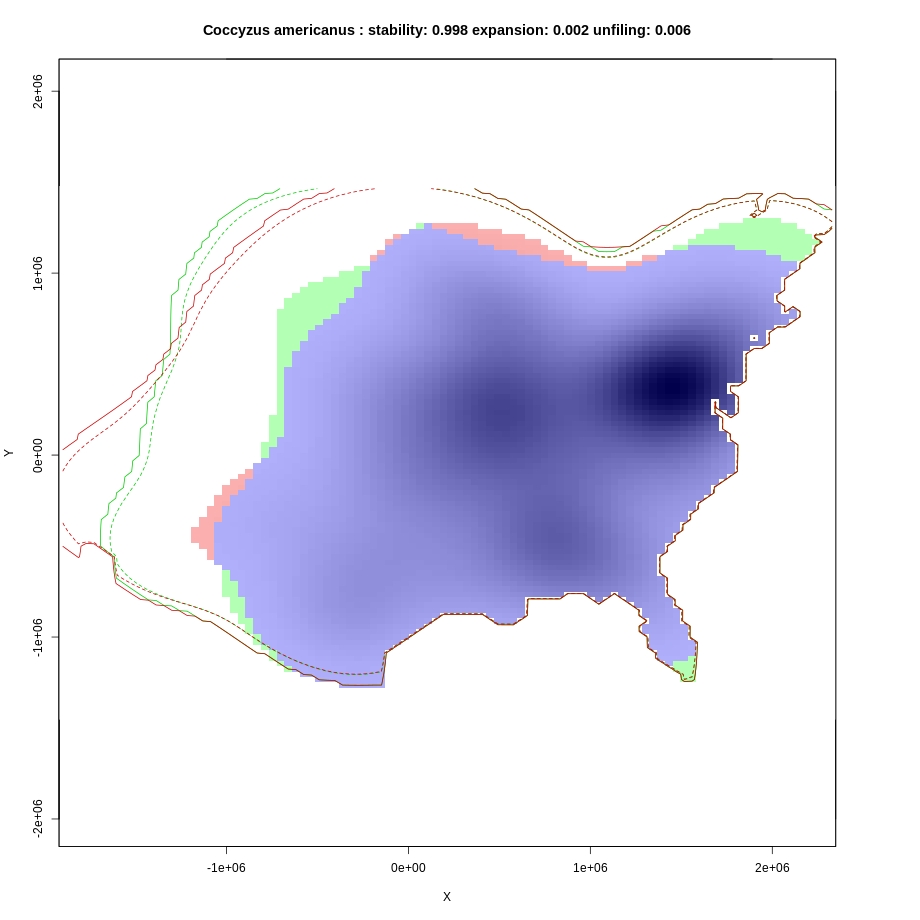 Coccyzus americanus : stability: 0.998 expansion: 0.002 unfiling: 0.006
2e+06
1e+06
0e+00
-1e+06
-2e+06
Y
-1e+06 0e+00 1e+06 2e+06
X